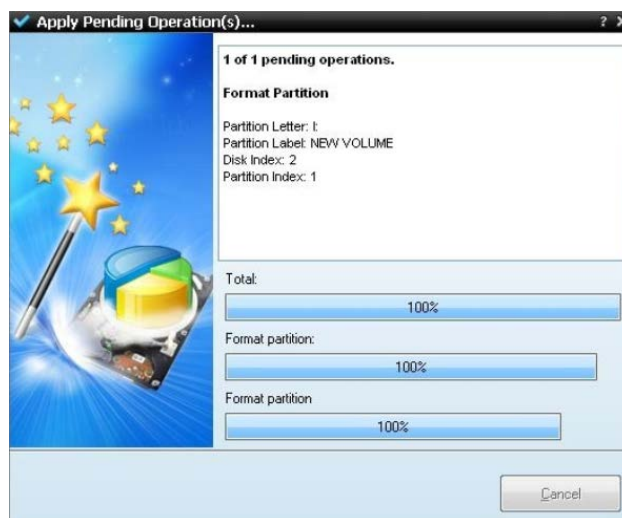 Apply Pending Operation(s)...
? X
1 of 1 pending operations.
Format Partition
Partition Letter: I:
Partition Label: NEW VOLUME
Disk Index: 2
Partition Index: 1
Total:
100%
Format partition:
100%
Format partition
100%
Cancel